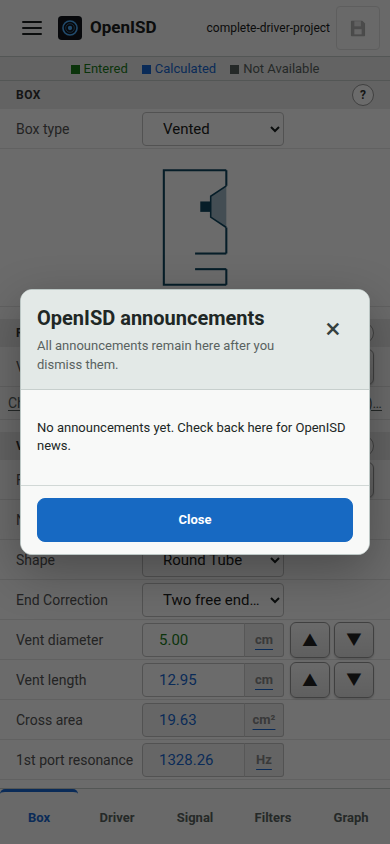 OpenISD
complete-driver-project
Entered Calculated Not Available
BOX
?
Box type Vented
OpenISD announcements
All announcements remain here after you
dismiss them.
No announcements yet. Check back here for OpenISD
news.
Close
Shape Round Tube
End Correction Two free end...
Vent diameter 5.00 cm
Vent length 12.95 cm
Cross area 19.63 cm²
1st port resonance 1328.26 Hz
Box Driver Signal Filters Graph